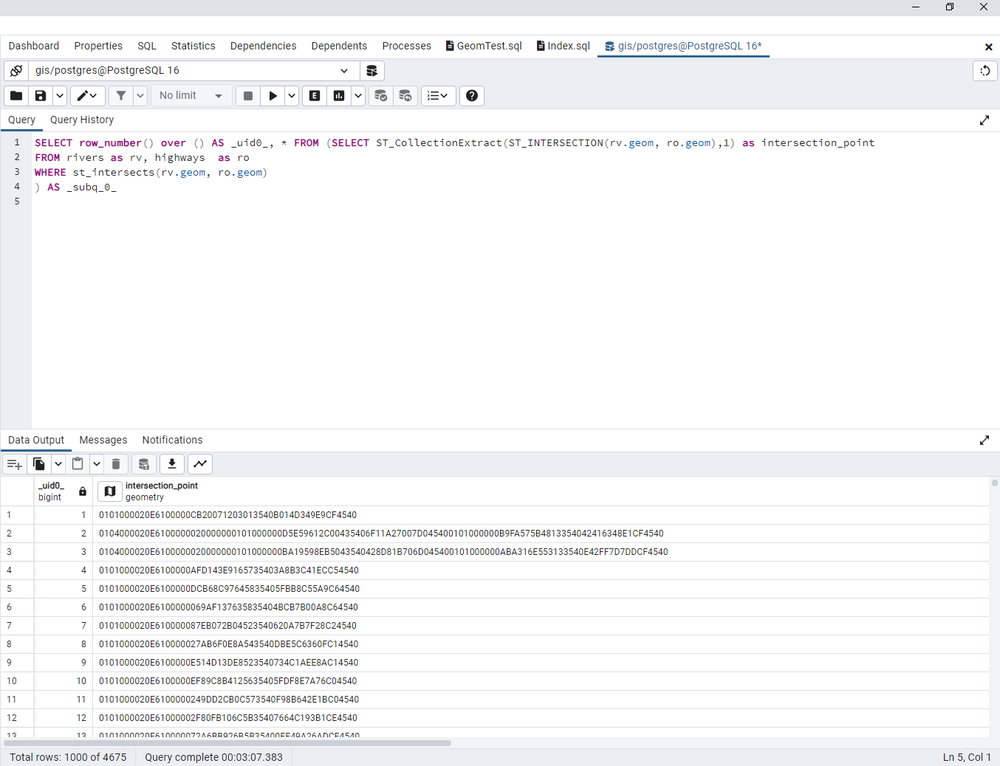 Dashboard Properties SQL Statistics Dependencies Dependents Processes GeomTest.sql Index.sql gis/postgres@PostgreSQL 16*
gis/postgres@PostgreSQL 16
No limit
Query Query History
1 SELECT row_number() over () AS _uid0_, * FROM (SELECT ST_CollectionExtract(ST_INTERSECTION(rv.geom, ro.geom),1) as intersection_point
2 FROM rivers as rv, highways  as ro
3 WHERE st_intersects(rv.geom, ro.geom)
4 ) AS _subq_0_
5
Data Output Messages Notifications
_uid0_ intersection_point
bigint geometry
1 1 0101000020E6100000CB20071203013540B014D349E9CF4540
2 2 0104000020E6100000020000000101000000D5E59612C00435406F11A27007D045400101000000B9FA575B4813354042416348E1CF4540
3 3 0104000020E6100000020000000101000000BA19598EB5043540428D81B706D045400101000000ABA316E553133540E42FF7D7DDCF4540
4 4 0101000020E6100000AFD143E9165735403A8B3C41ECC54540
5 5 0101000020E6100000DCB68C97645835405FBB8C55A9C64540
6 6 0101000020E6100000069AF137635835404BCB7B00A8C64540
7 7 0101000020E610000087EB072B04523540620A7B7F28C24540
8 8 0101000020E610000027AB6F0E8A543540DBE5C6360FC14540
9 9 0101000020E6100000E514D13DE8523540734C1AEE8AC14540
10 10 0101000020E6100000EF89C8B4125635405FDF8E7A76C04540
11 11 0101000020E6100000249DD2CB0C573540F98B642E1BC04540
12 12 0101000020E61000002F80FB106C5B35407664C193B1CE4540
13 13 0101000020E610000072A6BB926B5B35400EF49A26ADCE4540
Total rows: 1000 of 4675 Query complete 00:03:07.383 Ln 5, Col 1